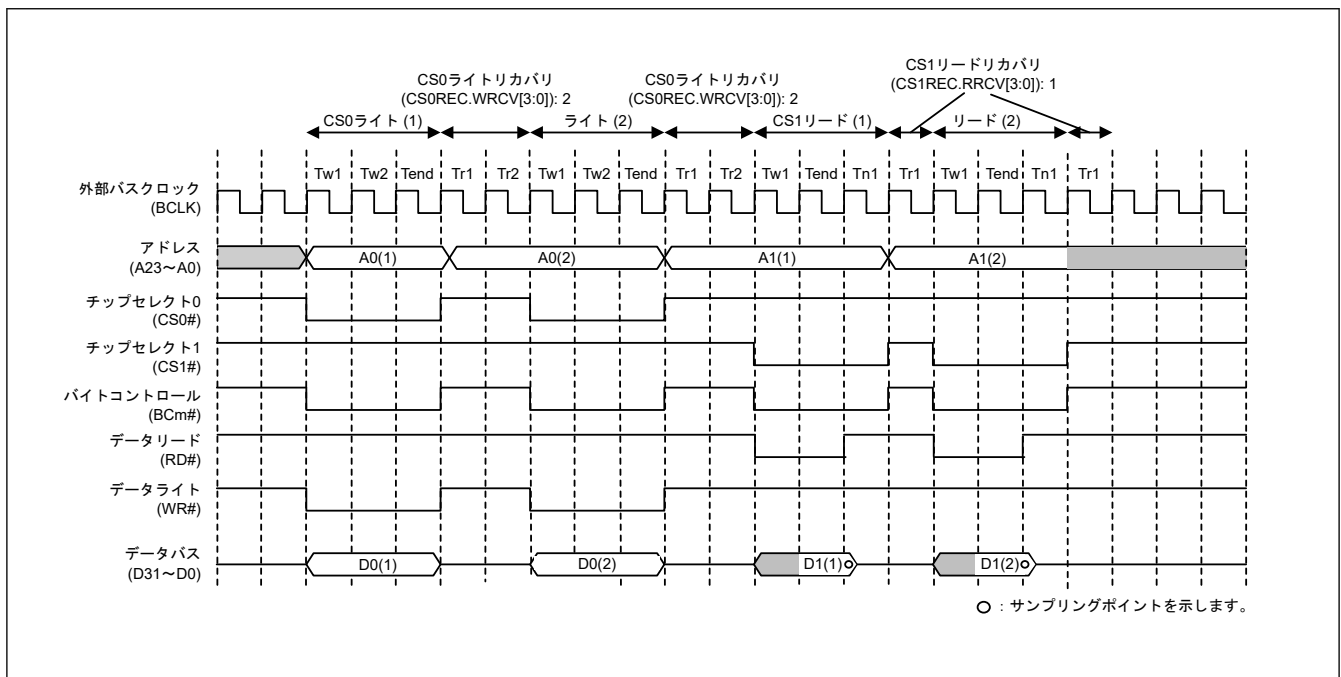 CS1リードリカバリ
(CS1REC.RRCV[3:0]): 1
CS0ライトリカバリ
(CS0REC.WRCV[3:0]): 2
CS0ライトリカバリ
(CS0REC.WRCV[3:0]): 2
CS0ライト (1)
ライト (2)
CS1リード (1)
リード (2)
Tw1 Tw2 Tend Tr1 Tr2 Tw1 Tw2 Tend Tr1 Tr2 Tw1 Tend Tn1 Tr1 Tw1 Tend Tn1 Tr1
外部バスクロック
(BCLK)
アドレス
(A23～A0)
A0(1) A0(2) A1(1) A1(2)
チップセレクト0
(CS0#)
チップセレクト1
(CS1#)
バイトコントロール
(BCm#)
データリード
(RD#)
データライト
(WR#)
データバス
(D31～D0)
D0(1) D0(2) D1(1) D1(2)
：サンプリングポイントを示します。